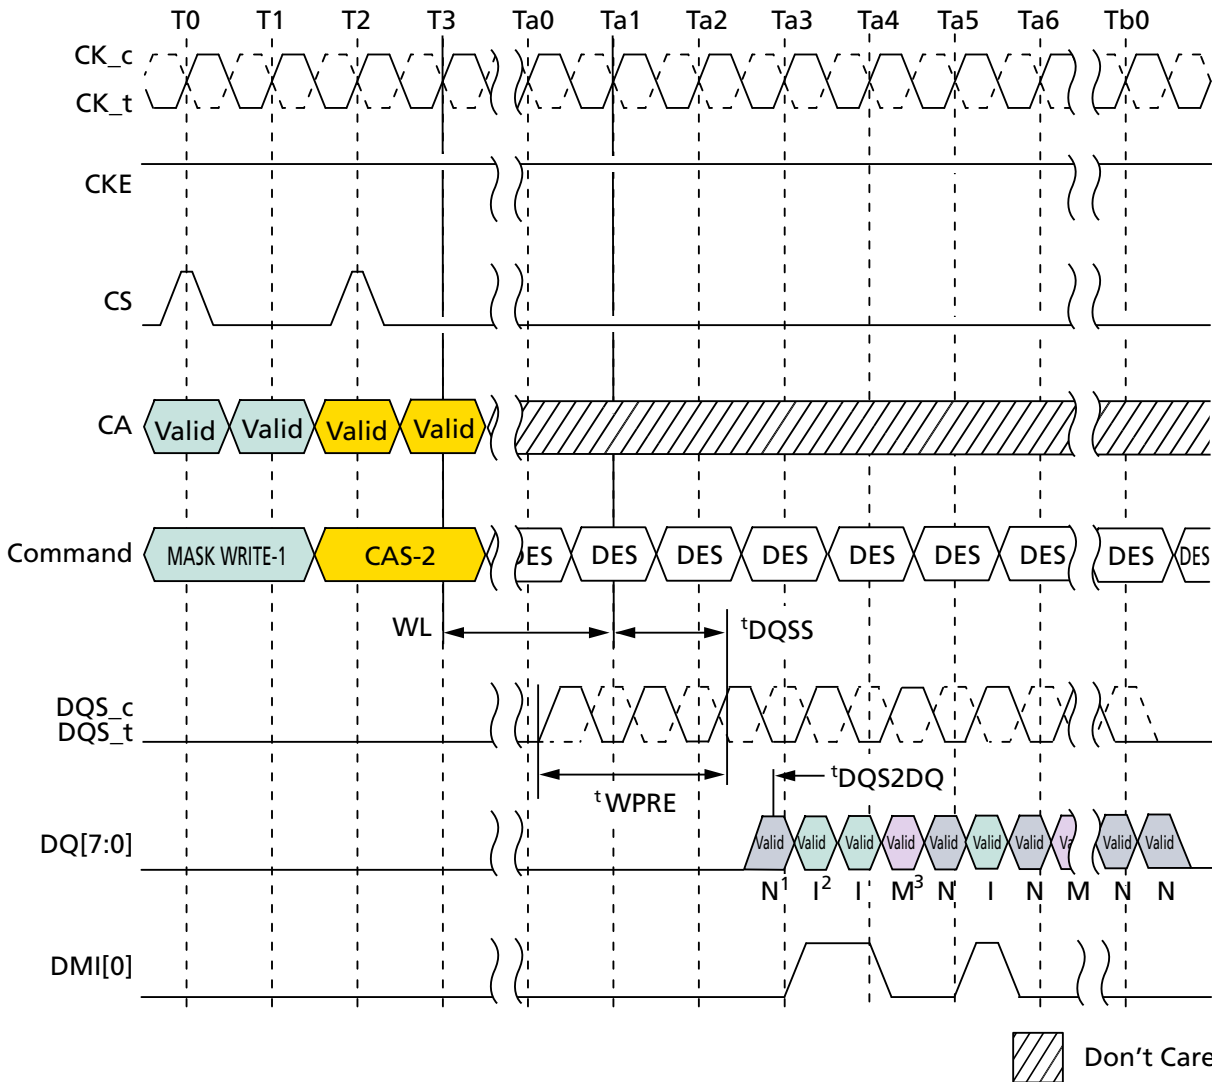 T0 T1 T2 T3 Ta0 Ta1 Ta2 Ta3 Ta4 Ta5 Ta6 Tb0
CK_c
CK_t
CKE
CS
CA Valid Valid Valid Valid
Command MASK WRITE-1 CAS-2 DES DES DES DES DES DES DES DES DES
WL tDQSS
DQS_c
DQS_t
tDQS2DQ
tWPRE
DQ[7:0] Valid Valid Valid Valid Valid Valid Valid Va Valid Valid
N1 I2 I M3 N I N M N N
DMI[0]
Don't Care